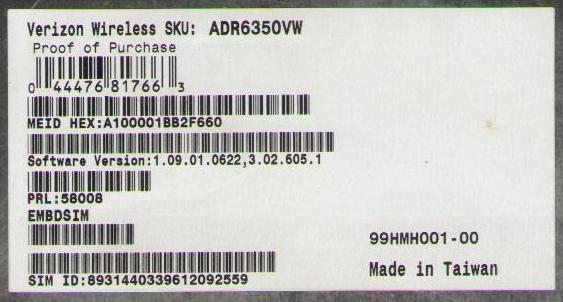 Verizon Wireless SKU: ADR6350VW
Proof of Purchase
0 44476 81766 3
MEID HEX:A100001BB2F660
Software Version:1.09.01.0622,3.02.605.1
PRL:58008
EMBDSIM
99HMH001-00
Made in Taiwan
SIM ID:8931440339612092559